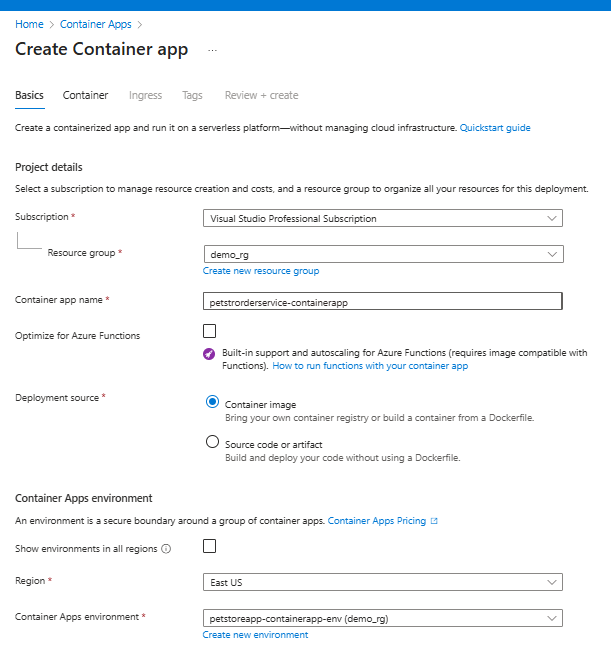 Home > Container Apps >
Create Container app ...
Basics Container Ingress Tags Review + create
Create a containerized app and run it on a serverless platform—without managing cloud infrastructure. Quickstart guide
Project details
Select a subscription to manage resource creation and costs, and a resource group to organize all your resources for this deployment.
Subscription *
Visual Studio Professional Subscription
Resource group *
demo_rg
Create new resource group
Container app name *
petstrorderservice-containerapp
Optimize for Azure Functions
Built-in support and autoscaling for Azure Functions (requires image compatible with
Functions). How to run functions with your container app
Deployment source *
Container image
Bring your own container registry or build a container from a Dockerfile.
Source code or artifact
Build and deploy your code without using a Dockerfile.
Container Apps environment
An environment is a secure boundary around a group of container apps. Container Apps Pricing
Show environments in all regions
Region *
East US
Container Apps environment *
petstoreapp-containerapp-env (demo_rg)
Create new environment